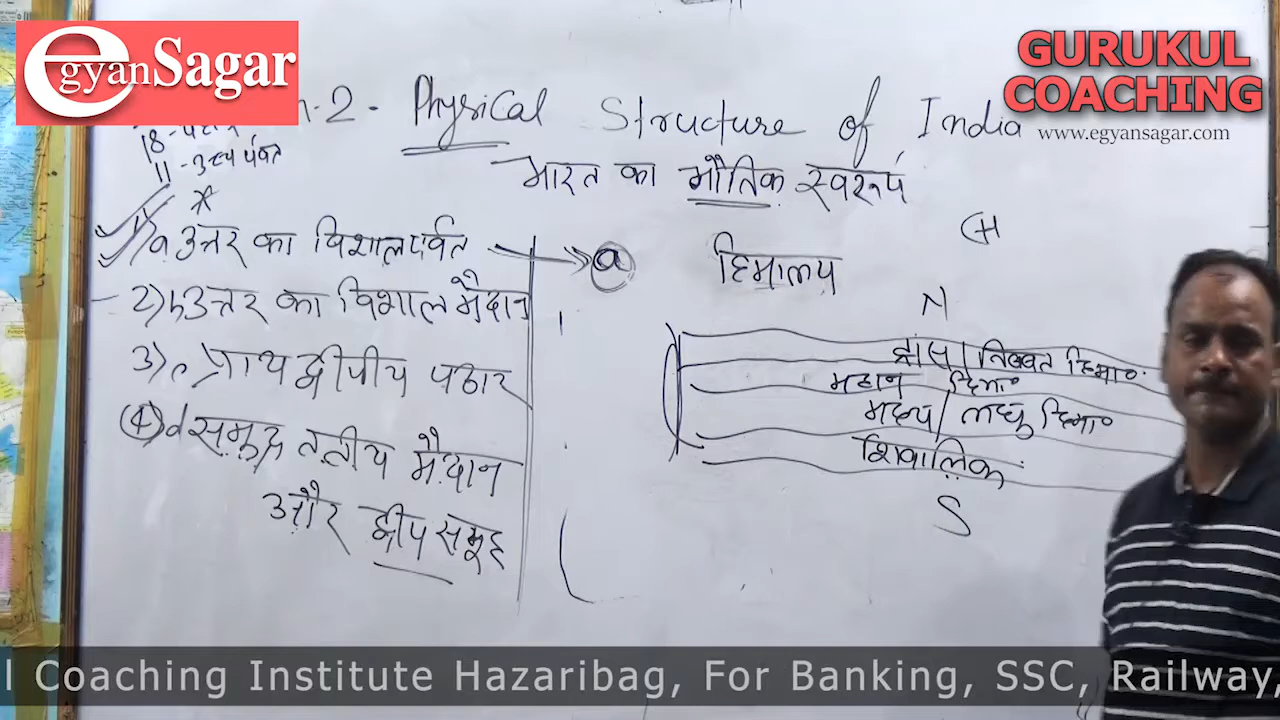 egyanSagar
GURUKUL
COACHING
www.egyansagar.com
2 - Physical Structure of India
भारत का भौतिक स्वरूप
18 -
11 - उच्च पर्वत
1) a उत्तर का विशाल पर्वत
a हिमालय
2) b उत्तर का विशाल मैदान
3) c प्रायद्वीपीय पठार
4) d समुद्र तटीय मैदान
और द्वीप समूह
H
N
ट्रांस / तिब्बत हिमा०
महान हिमा०
मध्य / लघु हिमा०
शिवालिक
S
l Coaching Institute Hazaribag, For Banking, SSC, Railway,